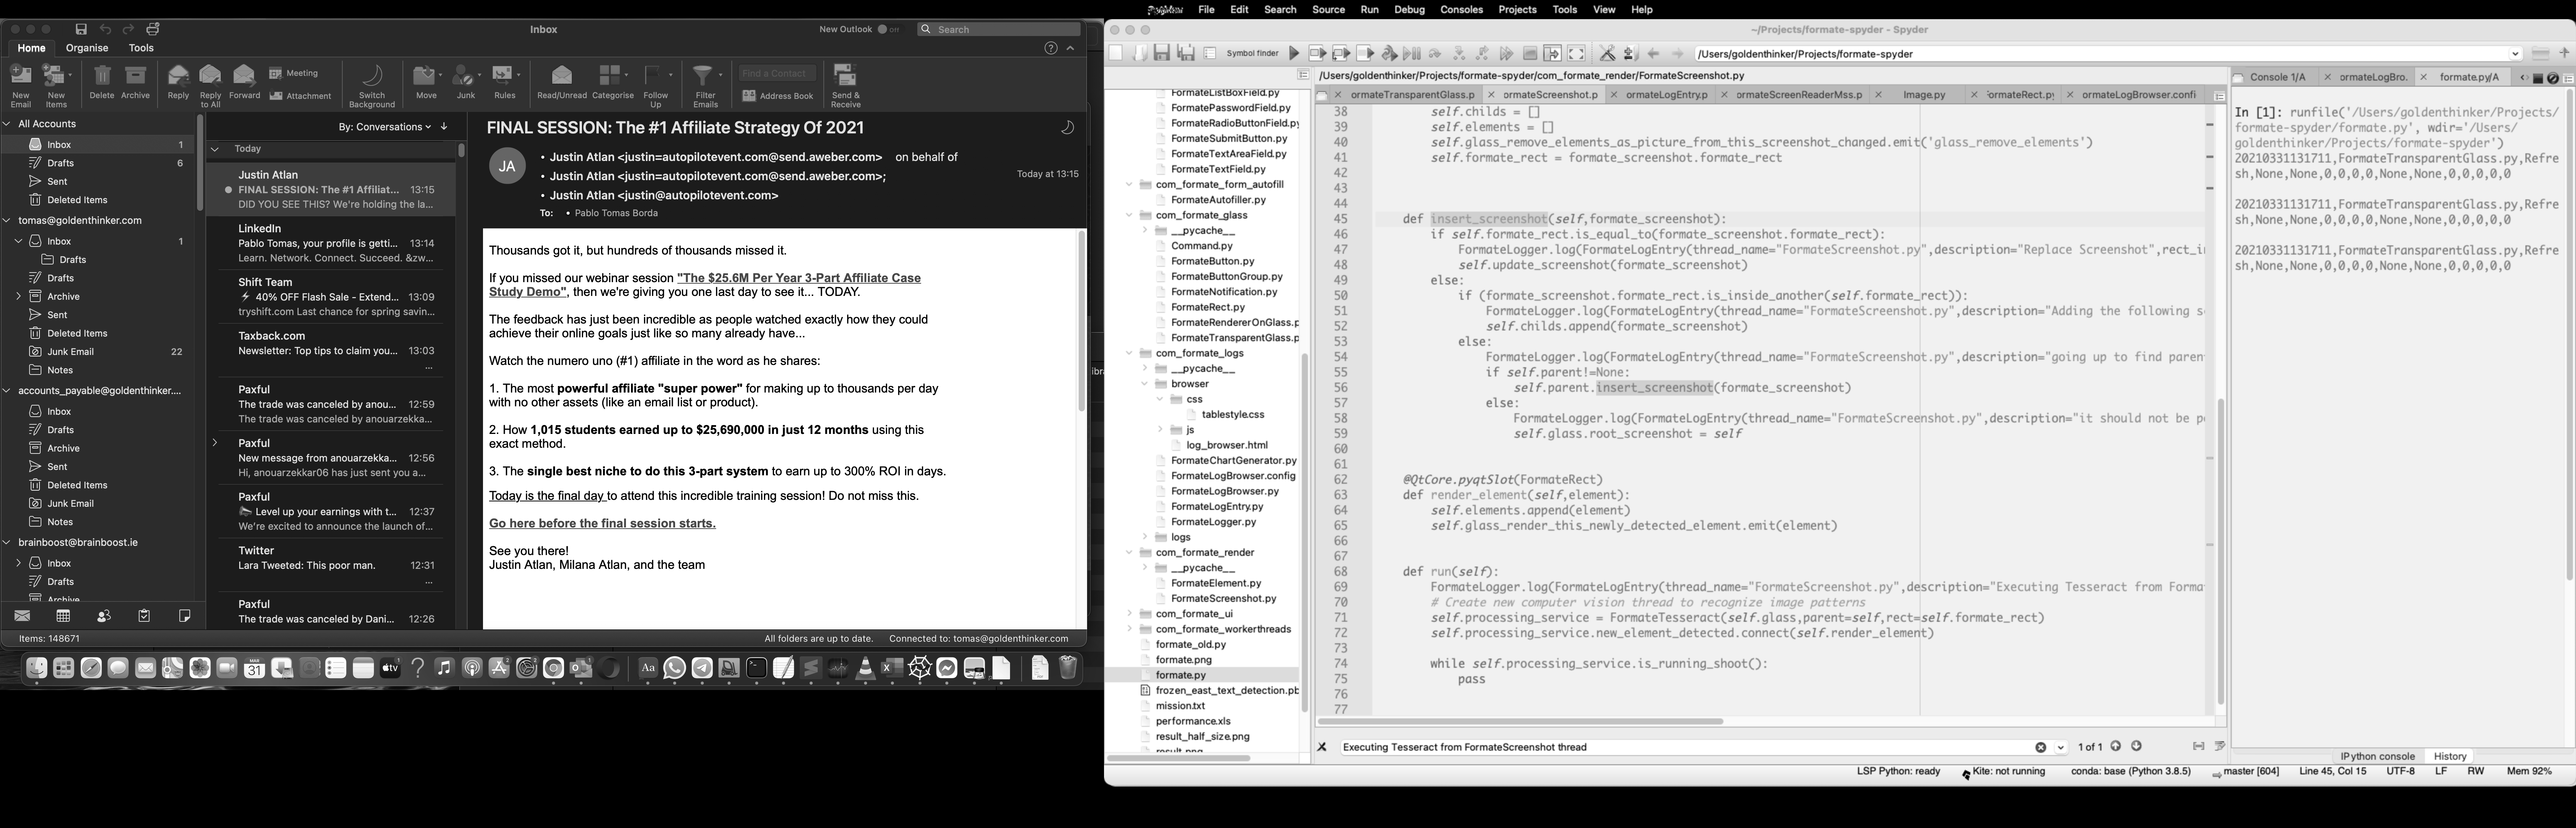 Inbox
New Outlook
Off
Search
Home Organise Tools
New Email
New Items
Delete
Archive
Reply
Reply to All
Forward
Meeting
Attachment
Switch Background
Move
Junk
Rules
Read/Unread
Categorise
Follow Up
Filter Emails
Find a Contact
Address Book
Send & Receive
All Accounts
Inbox 1
Drafts 6
Sent
Deleted Items
tomas@goldenthinker.com
Inbox 1
Drafts
Drafts
Archive
Sent
Deleted Items
Junk Email 22
Notes
accounts_payable@goldenthinker....
Inbox
Drafts
Archive
Sent
Deleted Items
Junk Email
Notes
brainboost@brainboost.ie
Inbox
Drafts
Archive
By: Conversations
Today
Justin Atlan
FINAL SESSION: The #1 Affiliat... 13:15
DID YOU SEE THIS? We're holding the la...
LinkedIn
Pablo Tomas, your profile is getti... 13:14
Learn. Network. Connect. Succeed. &zw...
Shift Team
⚡ 40% OFF Flash Sale - Extend... 13:09
tryshift.com Last chance for spring savin...
Taxback.com
Newsletter: Top tips to claim you... 13:03
...
Paxful
The trade was canceled by anou... 12:59
The trade was canceled by anouarzekka...
Paxful
New message from anouarzekka... 12:56
Hi, anouarzekkar06 has just sent you a...
Paxful
Level up your earnings with t... 12:37
We're excited to announce the launch of...
Twitter
Lara Tweeted: This poor man. 12:31
...
Paxful
The trade was canceled by Dani... 12:26
FINAL SESSION: The #1 Affiliate Strategy Of 2021
JA
• Justin Atlan <justin=autopilotevent.com@send.aweber.com> on behalf of
• Justin Atlan <justin=autopilotevent.com@send.aweber.com>;
• Justin Atlan <justin@autopilotevent.com>
Today at 13:15
To: • Pablo Tomas Borda
Thousands got it, but hundreds of thousands missed it.
If you missed our webinar session "The $25.6M Per Year 3-Part Affiliate Case
Study Demo", then we're giving you one last day to see it... TODAY.
The feedback has just been incredible as people watched exactly how they could
achieve their online goals just like so many already have...
Watch the numero uno (#1) affiliate in the word as he shares:
1. The most powerful affiliate "super power" for making up to thousands per day
with no other assets (like an email list or product).
2. How 1,015 students earned up to $25,690,000 in just 12 months using this
exact method.
3. The single best niche to do this 3-part system to earn up to 300% ROI in days.
Today is the final day to attend this incredible training session! Do not miss this.
Go here before the final session starts.
See you there!
Justin Atlan, Milana Atlan, and the team
Items: 148671
All folders are up to date.
Connected to: tomas@goldenthinker.com
MAR
31
tv
Aa
File Edit Search Source Run Debug Consoles Projects Tools View Help
~/Projects/formate-spyder - Spyder
Symbol finder
/Users/goldenthinker/Projects/formate-spyder
/Users/goldenthinker/Projects/formate-spyder/com_formate_render/FormateScreenshot.py
FormateListBoxField.py
FormatePasswordField.py
FormateRadioButtonField.py
FormateSubmitButton.py
FormateTextAreaField.py
FormateTextField.py
com_formate_form_autofill
FormateAutofiller.py
com_formate_glass
__pycache__
Command.py
FormateButton.py
FormateButtonGroup.py
FormateNotification.py
FormateRect.py
FormateRendererOnGlass.p
FormateTransparentGlass.p
com_formate_logs
__pycache__
browser
css
tablestyle.css
js
log_browser.html
FormateChartGenerator.py
FormateLogBrowser.config
FormateLogBrowser.py
FormateLogEntry.py
FormateLogger.py
logs
com_formate_render
__pycache__
FormateElement.py
FormateScreenshot.py
com_formate_ui
com_formate_workerthreads
formate_old.py
formate.png
formate.py
frozen_east_text_detection.pb
mission.txt
performance.xls
result_half_size.png
result.png
ormateTransparentGlass.p ormateScreenshot.p ormateLogEntry.p ormateScreenReaderMss.p Image.py ormateRect.py ormateLogBrowser.confi
38 self.childs = []
39 self.elements = []
40 self.glass_remove_elements_as_picture_from_this_screenshot_changed.emit('glass_remove_elements')
41 self.formate_rect = formate_screenshot.formate_rect
42
43
44
45 def insert_screenshot(self,formate_screenshot):
46 if self.formate_rect.is_equal_to(formate_screenshot.formate_rect):
47 FormateLogger.log(FormateLogEntry(thread_name="FormateScreenshot.py",description="Replace Screenshot",rect_i
48 self.update_screenshot(formate_screenshot)
49 else:
50 if (formate_screenshot.formate_rect.is_inside_another(self.formate_rect)):
51 FormateLogger.log(FormateLogEntry(thread_name="FormateScreenshot.py",description="Adding the following s
52 self.childs.append(formate_screenshot)
53 else:
54 FormateLogger.log(FormateLogEntry(thread_name="FormateScreenshot.py",description="going up to find paren
55 if self.parent!=None:
56 self.parent.insert_screenshot(formate_screenshot)
57 else:
58 FormateLogger.log(FormateLogEntry(thread_name="FormateScreenshot.py",description="it should not be p
59 self.glass.root_screenshot = self
60
61
62 @QtCore.pyqtSlot(FormateRect)
63 def render_element(self,element):
64 self.elements.append(element)
65 self.glass_render_this_newly_detected_element.emit(element)
66
67
68 def run(self):
69 FormateLogger.log(FormateLogEntry(thread_name="FormateScreenshot.py",description="Executing Tesseract from Forma
70 # Create new computer vision thread to recognize image patterns
71 self.processing_service = FormateTesseract(self.glass,parent=self,rect=self.formate_rect)
72 self.processing_service.new_element_detected.connect(self.render_element)
73
74 while self.processing_service.is_running_shoot():
75 pass
76
77
Executing Tesseract from FormateScreenshot thread
1 of 1
Console 1/A ormateLogBro. formate.py/A
In [1]: runfile('/Users/goldenthinker/Projects/
formate-spyder/formate.py', wdir='/Users/
goldenthinker/Projects/formate-spyder')
20210331131711,FormateTransparentGlass.py,Refre
sh,None,None,0,0,0,0,None,None,0,0,0,0,0
20210331131711,FormateTransparentGlass.py,Refre
sh,None,None,0,0,0,0,None,None,0,0,0,0,0
20210331131711,FormateTransparentGlass.py,Refre
sh,None,None,0,0,0,0,None,None,0,0,0,0,0
IPython console History
LSP Python: ready
Kite: not running
conda: base (Python 3.8.5)
master [604]
Line 45, Col 15
UTF-8
LF
RW
Mem 92%